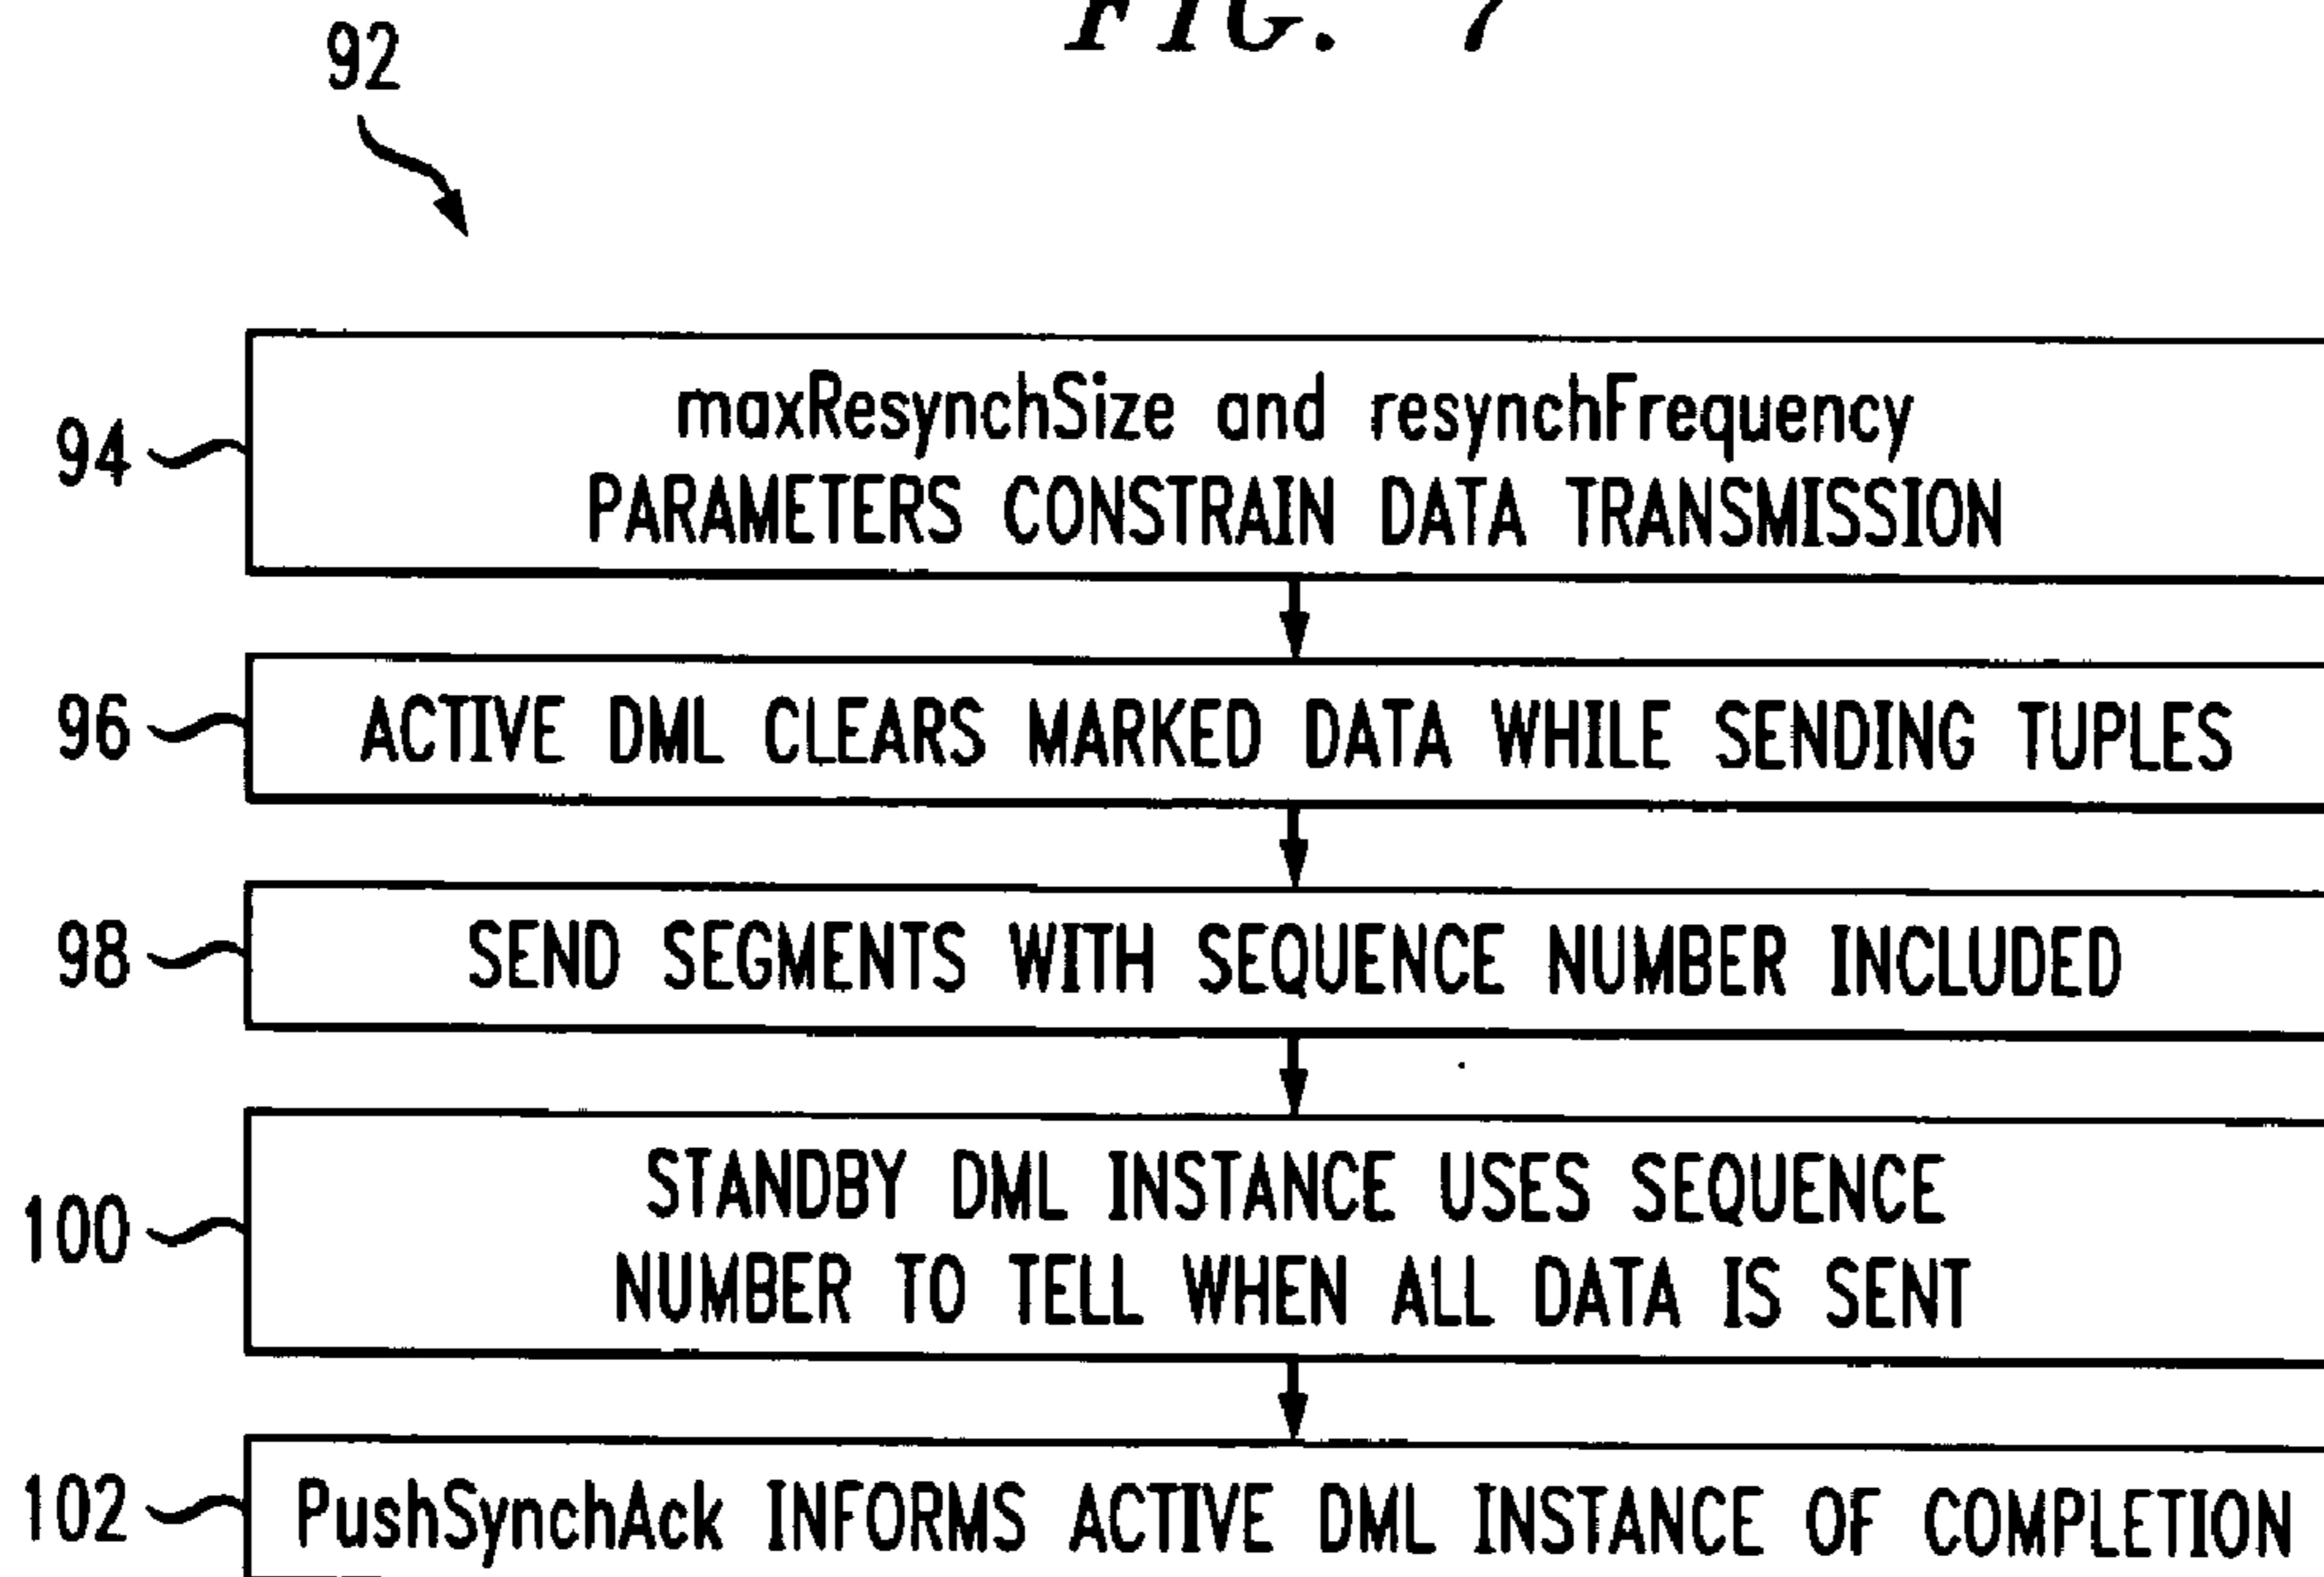 FIG. 7
92
94
maxResynchSize and resynchFrequency
PARAMETERS CONSTRAIN DATA TRANSMISSION
96
ACTIVE DML CLEARS MARKED DATA WHILE SENDING TUPLES
98
SEND SEGMENTS WITH SEQUENCE NUMBER INCLUDED
100
STANDBY DML INSTANCE USES SEQUENCE
NUMBER TO TELL WHEN ALL DATA IS SENT
102
PushSynchAck INFORMS ACTIVE DML INSTANCE OF COMPLETION